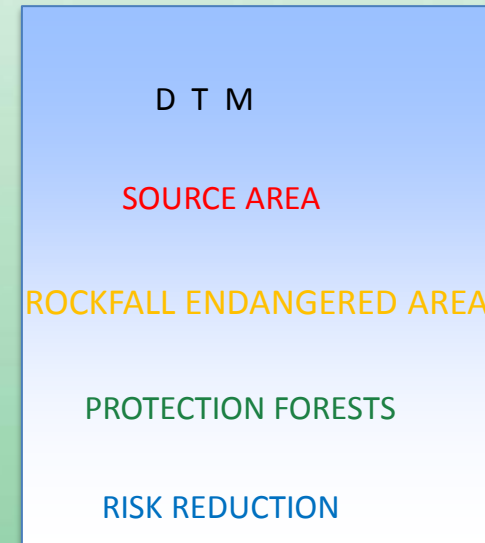 D T M
SOURCE AREA
ROCKFALL ENDANGERED AREA
PROTECTION FORESTS
RISK REDUCTION